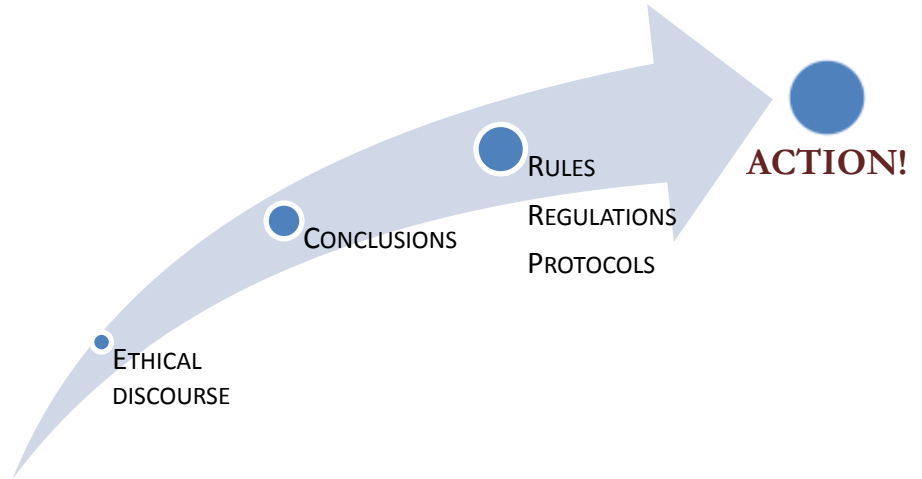 ETHICAL
DISCOURSE
CONCLUSIONS
RULES
REGULATIONS
PROTOCOLS
ACTION!